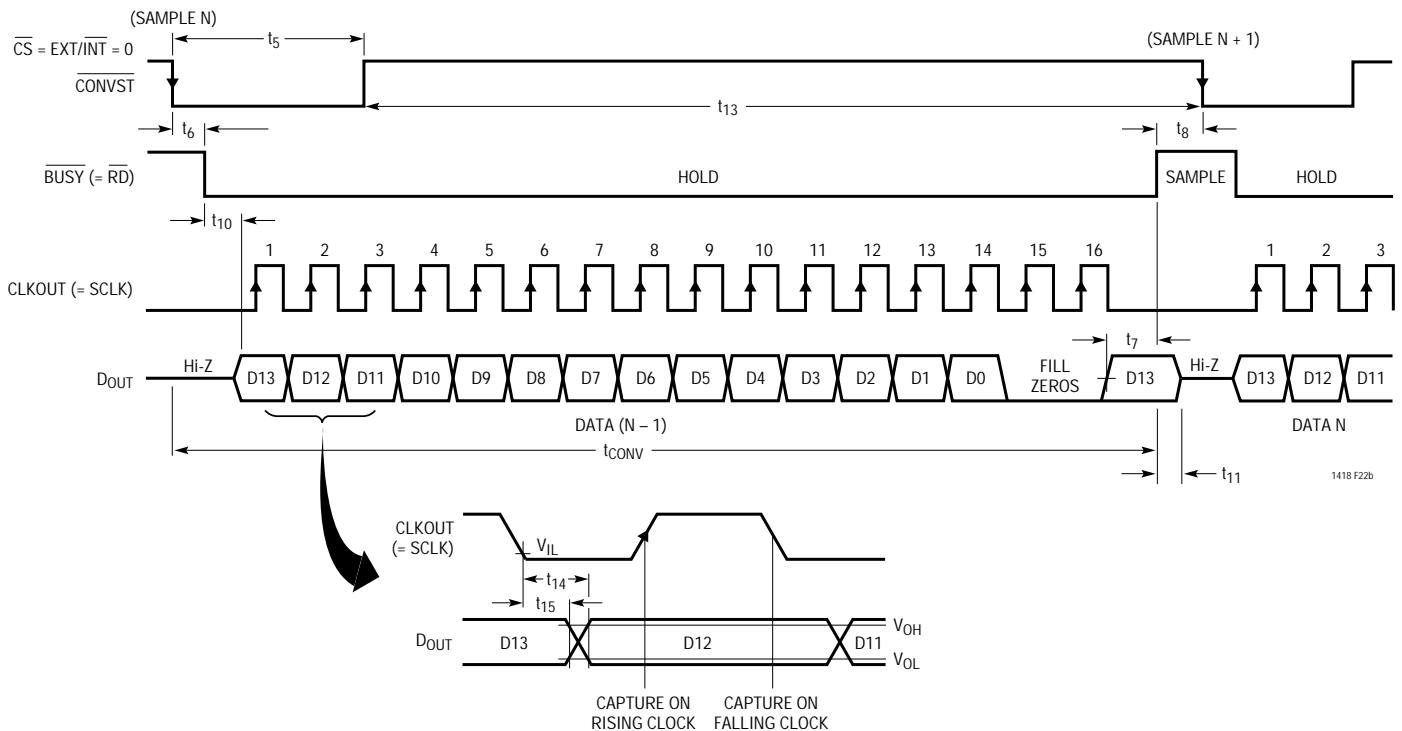 (SAMPLE N)
(SAMPLE N + 1)
CS = EXT/INT = 0
t5
CONVST
t13
t6
t8
BUSY (= RD)
HOLD
SAMPLE
HOLD
t10
1 2 3 4 5 6 7 8 9 10 11 12 13 14 15 16 1 2 3
CLKOUT (= SCLK)
t7
DOUT
Hi-Z
D13 D12 D11 D10 D9 D8 D7 D6 D5 D4 D3 D2 D1 D0
FILL
ZEROS
D13
Hi-Z
D13 D12 D11
DATA (N – 1)
DATA N
tCONV
t11
1418 F22b
CLKOUT
(= SCLK)
VIL
t14
t15
DOUT
D13
D12
D11
VOH
VOL
CAPTURE ON
RISING CLOCK
CAPTURE ON
FALLING CLOCK